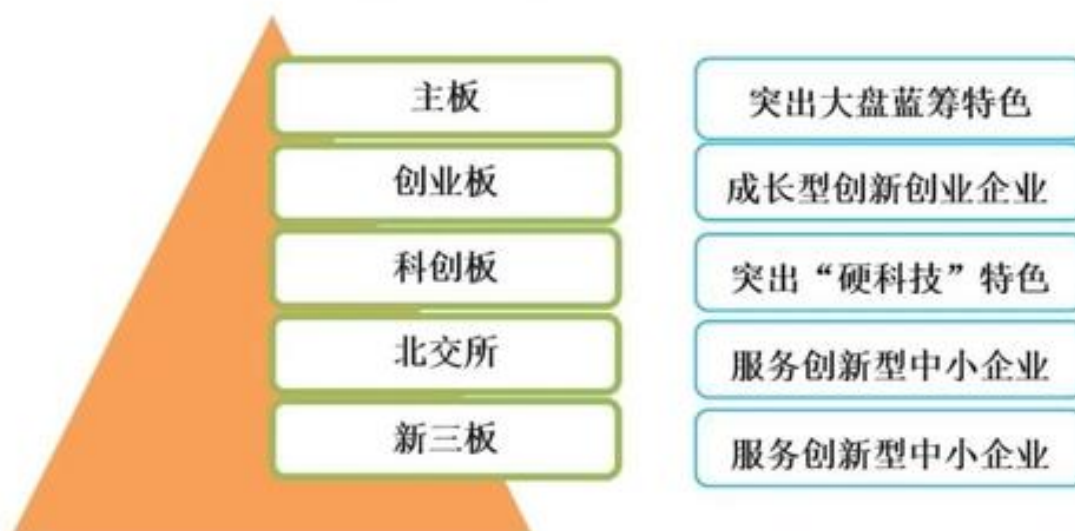 主板
突出大盘蓝筹特色
创业板
成长型创新创业企业
科创板
突出“硬科技”特色
北交所
服务创新型中小企业
新三板
服务创新型中小企业